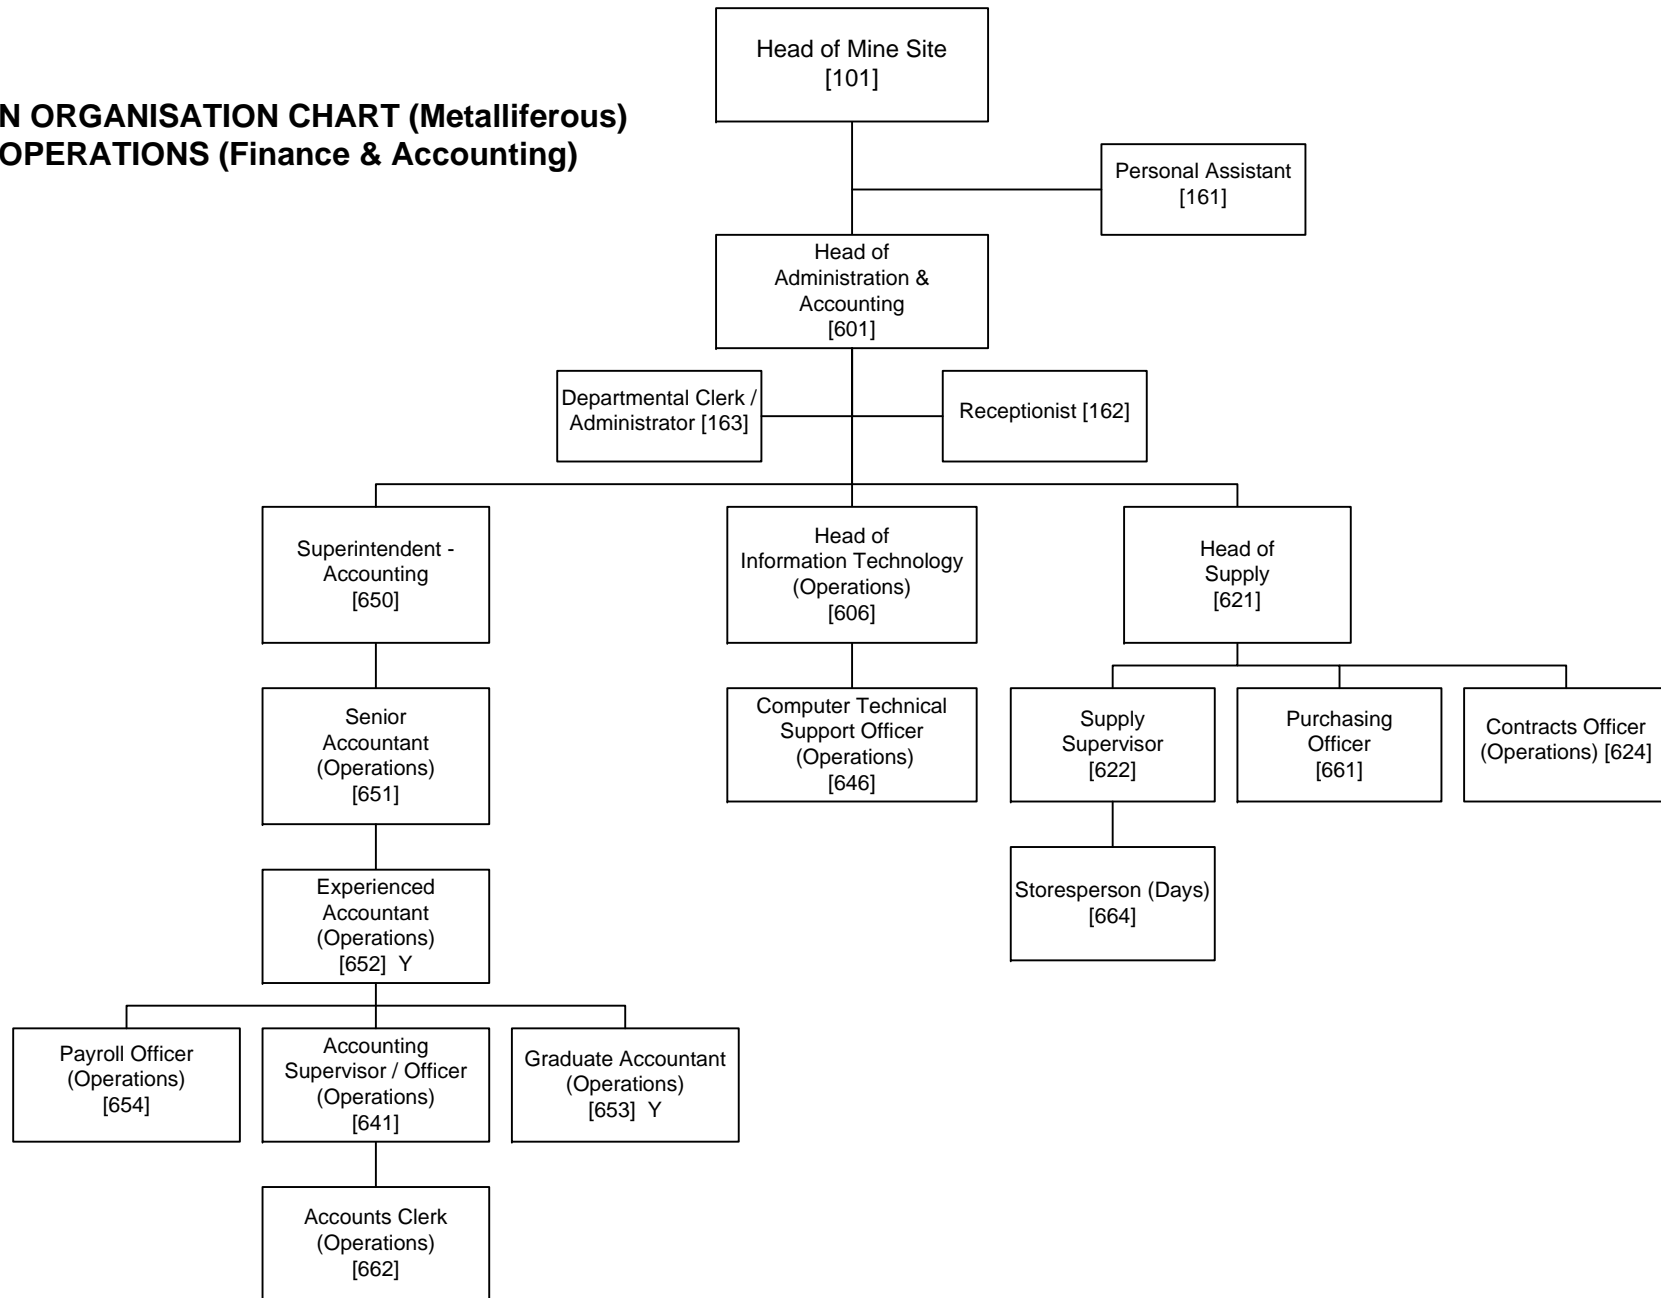 Head of Mine Site
[101]
N ORGANISATION CHART (Metalliferous)
OPERATIONS (Finance & Accounting)
Personal Assistant
[161]
Head of
Administration &
Accounting
[601]
Departmental Clerk /
Administrator [163]
Receptionist [162]
Superintendent -
Accounting
[650]
Head of
Information Technology
(Operations)
[606]
Head of
Supply
[621]
Senior
Accountant
(Operations)
[651]
Computer Technical
Support Officer
(Operations)
[646]
Supply
Supervisor
[622]
Purchasing
Officer
[661]
Contracts Officer
(Operations) [624]
Experienced
Accountant
(Operations)
[652]  Y
Storesperson (Days)
[664]
Payroll Officer
(Operations)
[654]
Accounting
Supervisor / Officer
(Operations)
[641]
Graduate Accountant
(Operations)
[653]  Y
Accounts Clerk
(Operations)
[662]